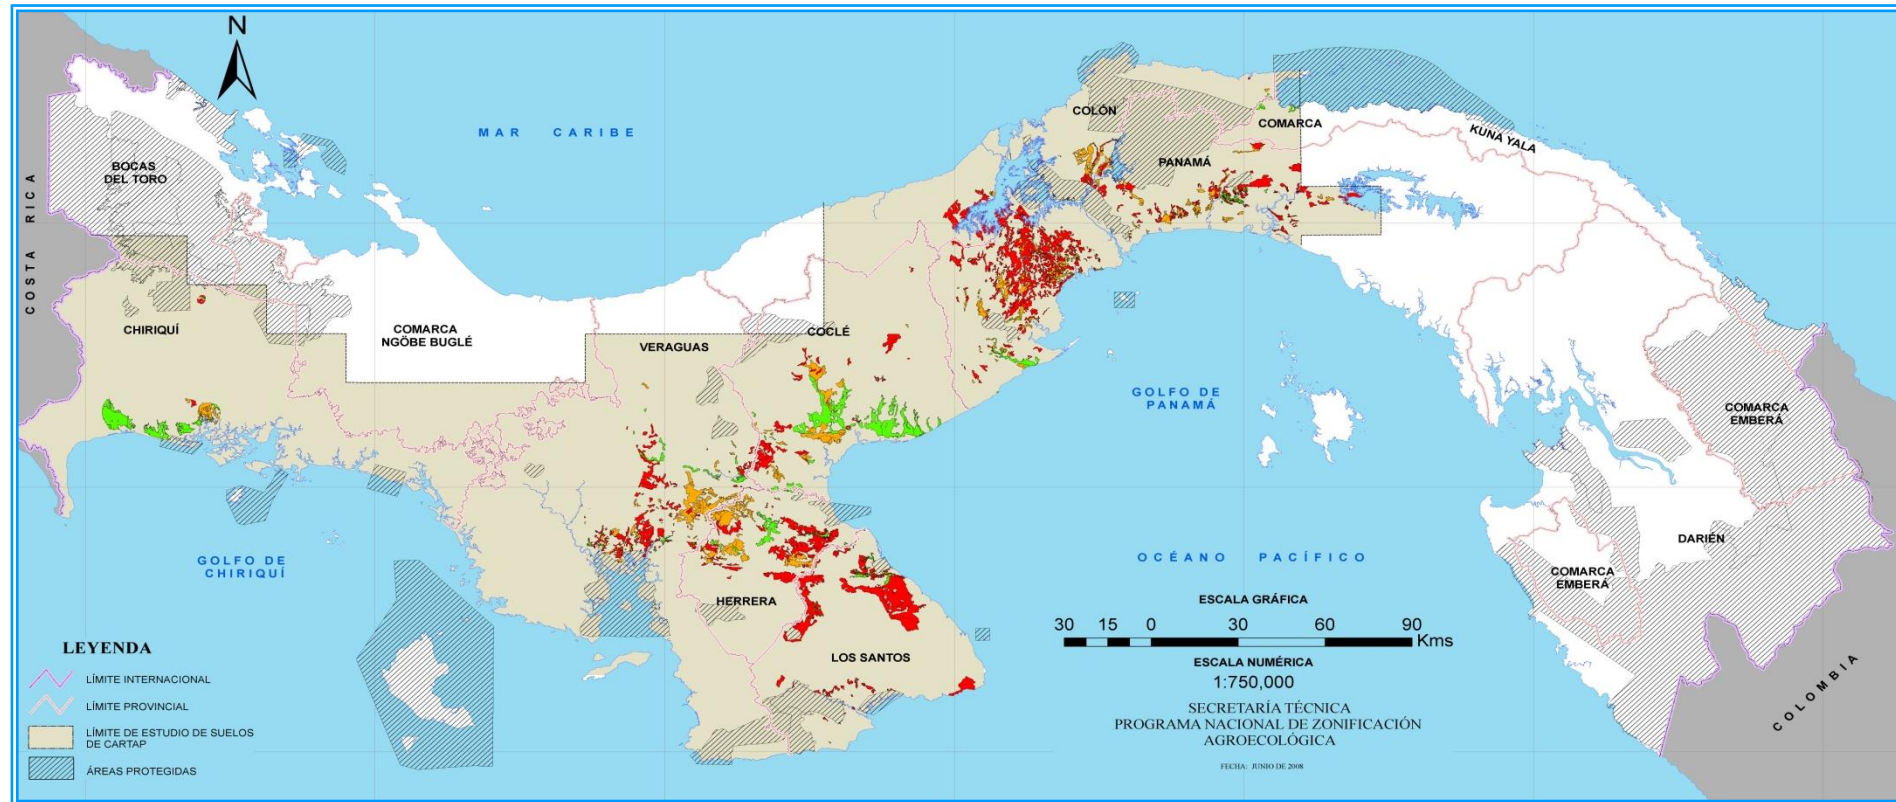 N
MAR CARIBE
COSTA RICA
BOCAS
DEL TORO
CHIRIQUÍ
COMARCA
NGÖBE BUGLÉ
VERAGUAS
COCLÉ
COLÓN
COMARCA
KUNA YALA
PANAMÁ
GOLFO DE
PANAMÁ
COMARCA
EMBERÁ
DARIÉN
COMARCA
EMBERÁ
GOLFO DE
CHIRIQUÍ
HERRERA
LOS SANTOS
OCÉANO PACÍFICO
COLOMBIA
LEYENDA
LÍMITE INTERNACIONAL
LÍMITE PROVINCIAL
LÍMITE DE ESTUDIO DE SUELOS
DE CARTAP
ÁREAS PROTEGIDAS
ESCALA GRÁFICA
30 15 0 30 60 90
Kms
ESCALA NUMÉRICA
1:750,000
SECRETARÍA TÉCNICA
PROGRAMA NACIONAL DE ZONIFICACIÓN
AGROECOLÓGICA
FECHA: JUNIO DE 2008